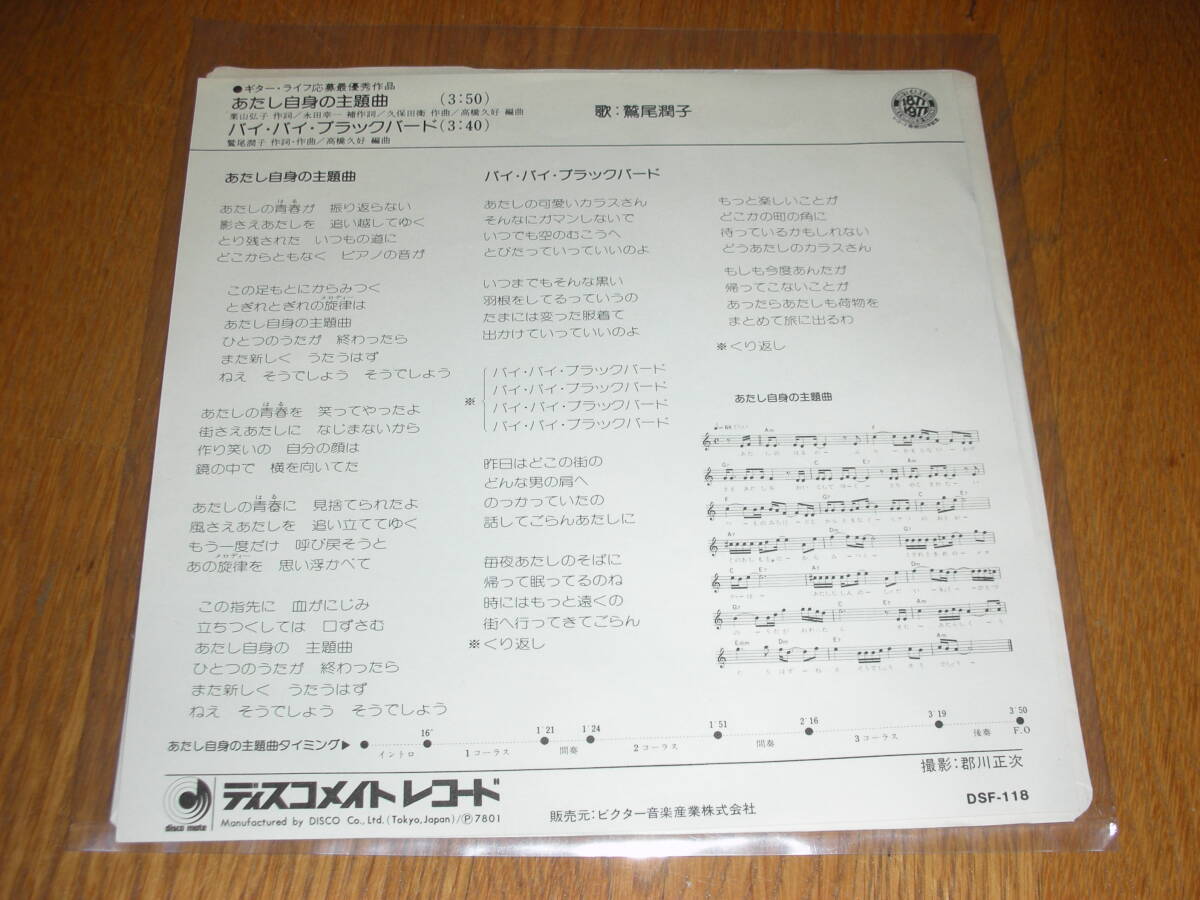 ●ギター・ライフ応募最優秀作品
あたし自身の主題曲 (3:50)
葉山弘子 作詞／永田幸一 補作詞／久保田衛 作曲／高橋久好 編曲
バイ・バイ・ブラックバード(3:40)
鷲尾潤子 作詞・作曲／高橋久好 編曲
歌：鷲尾潤子
1877
1977
あたし自身の主題曲
あたしの青春が 振り返らない
影さえあたしを 追い越してゆく
とり残された いつもの道に
どこからともなく ピアノの音が
この足もとにからみつく
とぎれとぎれの旋律は
あたし自身の主題曲
ひとつのうたが 終わったら
また新しく うたうはず
ねえ そうでしよう そうでしよう
あたしの青春を 笑ってやったよ
街さえあたしに なじまないから
作り笑いの 自分の顔は
鏡の中で 横を向いてた
あたしの青春に 見捨てられたよ
風さえあたしを 追い立ててゆく
もう一度だけ 呼び戻そうと
あの旋律を 思い浮かべて
この指先に 血がにじみ
立ちつくしては 口ずさむ
あたし自身の 主題曲
ひとつのうたが 終わったら
また新しく うたうはず
ねえ そうでしよう そうでしよう
バイ・バイ・ブラックバード
あたしの可愛いカラスさん
そんなにガマンしないで
いつでも空のむこうへ
とびたっていっていいのよ
いつまでもそんな黒い
羽根をしてるっていうの
たまには変った服着て
出かけていっていいのよ
※
バイ・バイ・ブラックバード
バイ・バイ・ブラックバード
バイ・バイ・ブラックバード
バイ・バイ・ブラックバード
昨日はどこの街の
どんな男の肩へ
のっかっていたの
話してごらんあたしに
毎夜あたしのそばに
帰って眠ってるのね
時にはもっと遠くの
街へ行ってきてごらん
※くり返し
もっと楽しいことが
どこかの町の角に
待っているかもしれない
どうあたしのカラスさん
もしも今度あんたが
帰ってこないことが
あったらあたしも荷物を
まとめて旅に出るわ
※くり返し
あたし自身の主題曲
あたし自身の主題曲タイミング▶
16″ 1′21 1′24 1′51 2′16 3′19 3′50
イントロ 1コーラス 間奏 2コーラス 間奏 3コーラス 後奏 F.O
撮影：郡川正次
disco mate
ディスコメイトレコード
Manufactured by DISCO Co., Ltd. (Tokyo, Japan)/Ⓟ7801
販売元：ビクター音楽産業株式会社
DSF-118